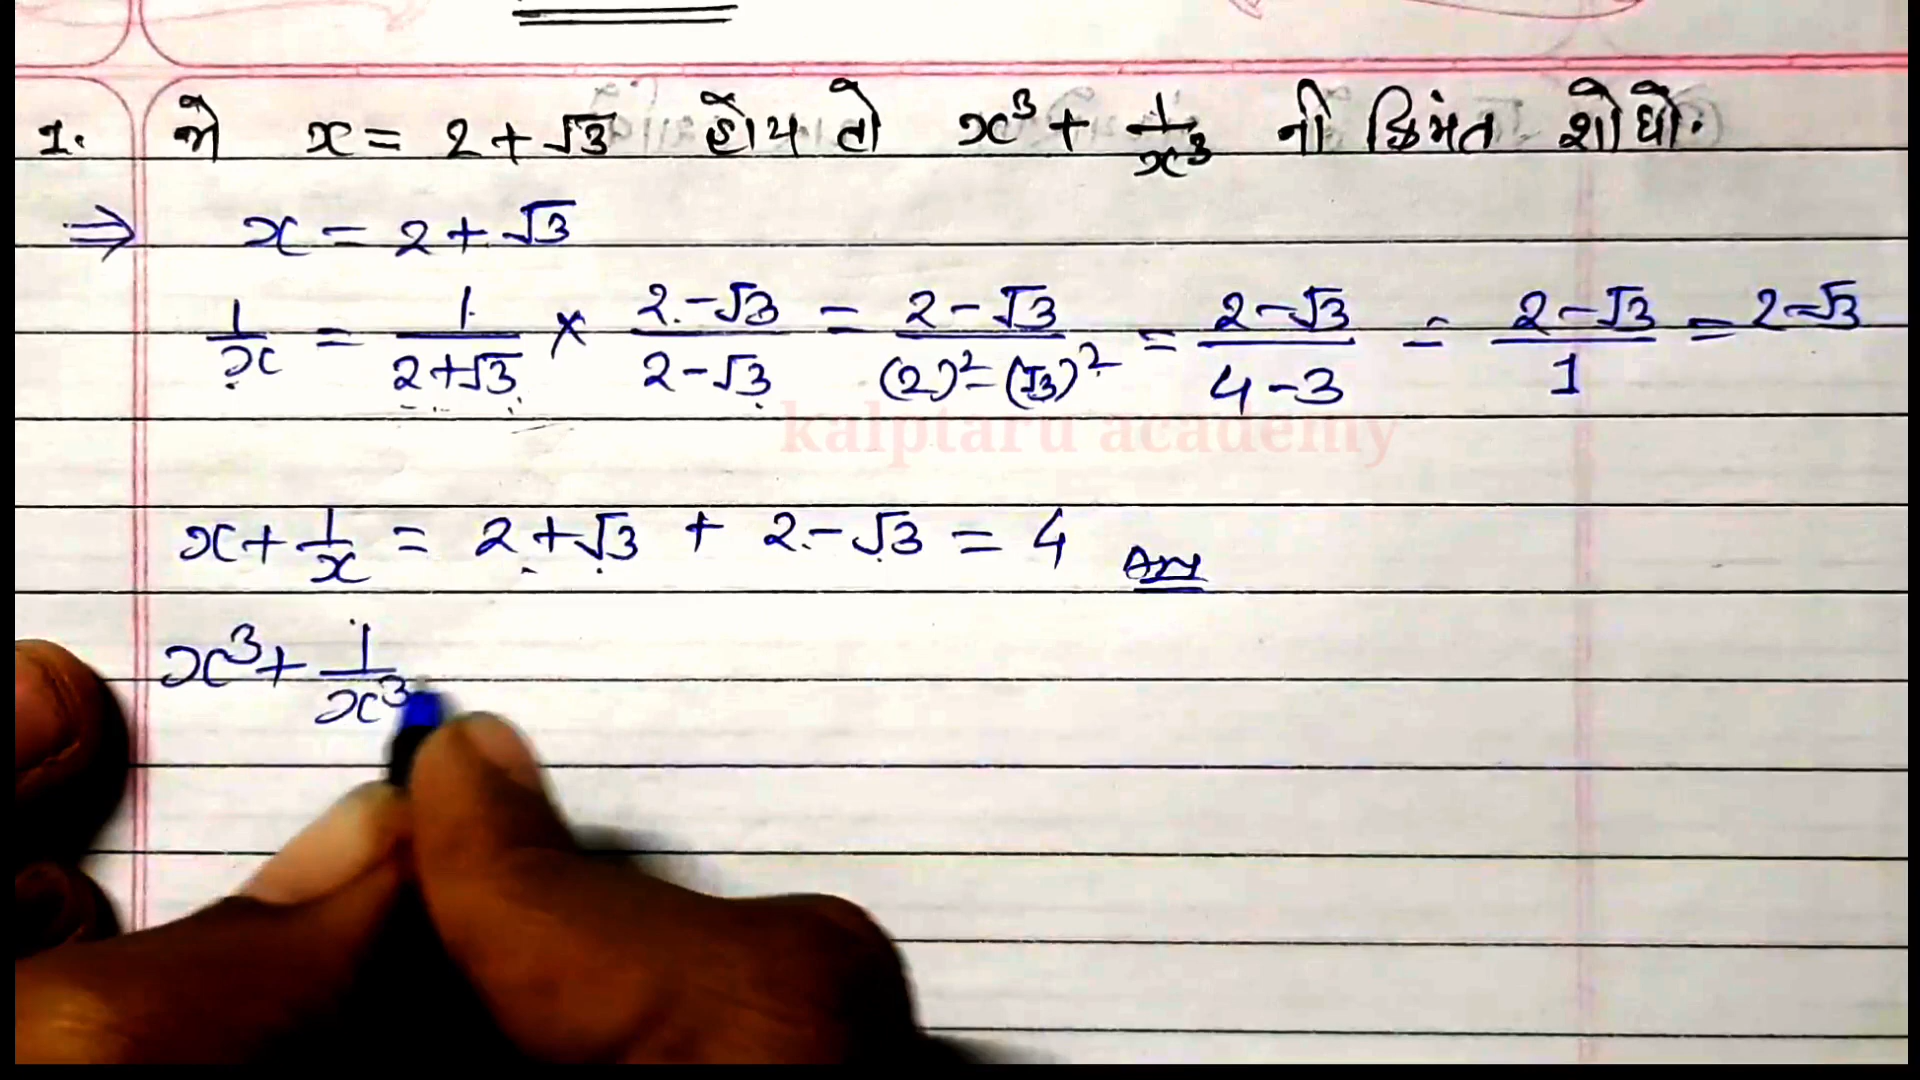 1. જો x = 2 + √3 હોય તો x³ + 1/x³ ની કિંમત શોધો.
⇒ x = 2 + √3
1/x = 1/(2+√3) × (2-√3)/(2-√3) = (2-√3)/((2)²-(√3)²) = (2-√3)/(4-3) = (2-√3)/1 = 2-√3
kalptaru academy
x + 1/x = 2 + √3 + 2 - √3 = 4 Ans
x³ + 1/x³